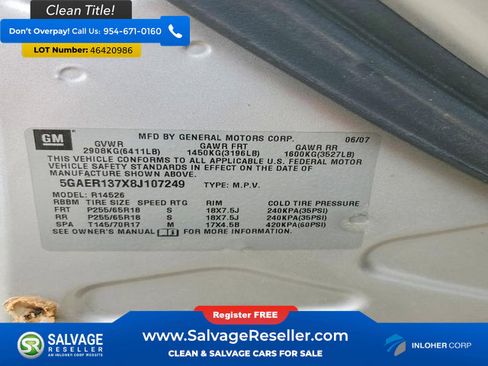 Clean Title!
Don't Overpay! Call Us: 954-671-0160
LOT Number: 46420986
GM
MFD BY GENERAL MOTORS CORP. 06/07
GVWR GAWR FRT GAWR RR
2908KG(6411LB) 1450KG(3196LB) 1600KG(3527LB)
THIS VEHICLE CONFORMS TO ALL APPLICABLE U.S. FEDERAL MOTOR
VEHICLE SAFETY STANDARDS IN EFFECT ON THE DATE OF
MANUFACTURE SHOWN ABOVE.
5GAER137X8J107249 TYPE: M.P.V.
MODEL: R14526
RBBM TIRE SIZE SPEED RTG RIM COLD TIRE PRESSURE
FRT P255/65R18 S 18X7.5J 240KPA(35PSI)
RR P255/65R18 S 18X7.5J 240KPA(35PSI)
SPA T145/70R17 M 17X4.5B 420KPA(60PSI)
SEE OWNER'S MANUAL FOR MORE INFORMATION.
Register FREE
www.SalvageReseller.com
CLEAN & SALVAGE CARS FOR SALE
SALVAGE
RESELLER
AN INLOHER CORP WEBSITE
INLOHER CORP